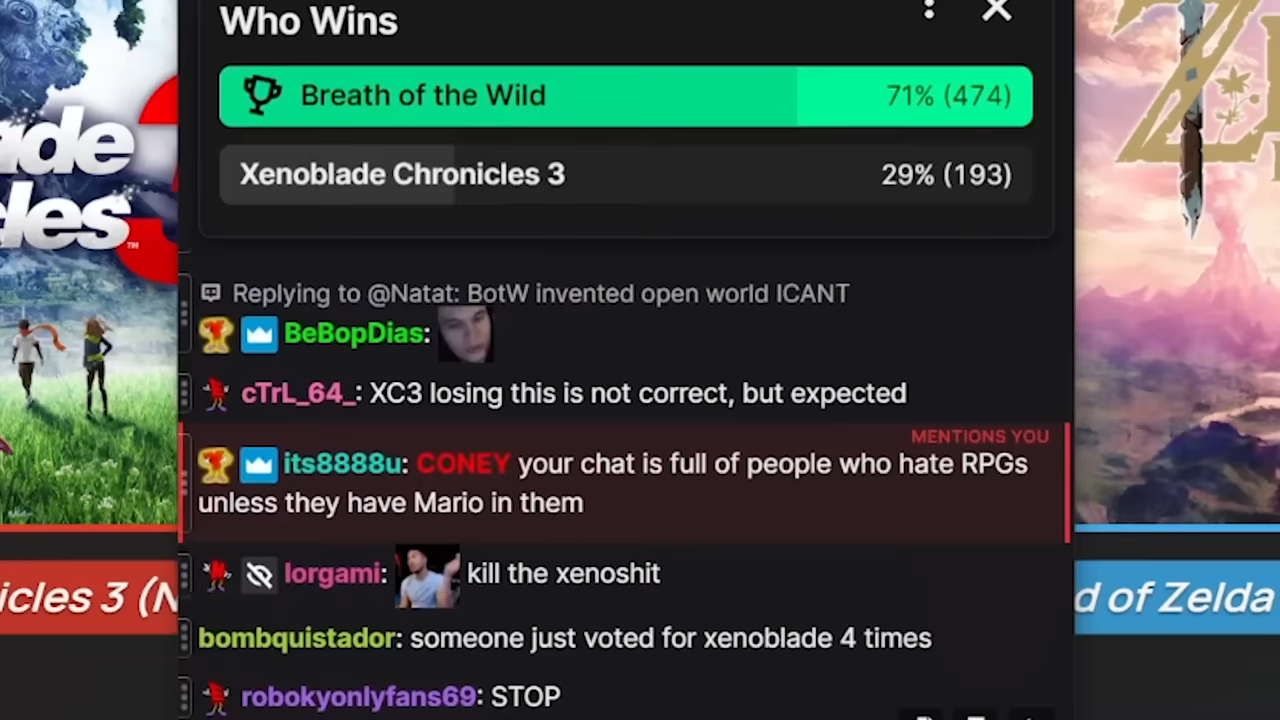 Who Wins
Breath of the Wild 71% (474)
Xenoblade Chronicles 3 29% (193)
ade
3
les™
Z
Replying to @Natat: BotW invented open world ICANT
BeBopDias:
cTrL_64_: XC3 losing this is not correct, but expected
MENTIONS YOU
its8888u: CONEY your chat is full of people who hate RPGs
unless they have Mario in them
lorgami: kill the xenoshit
icles 3 (N
d of Zelda
bombquistador: someone just voted for xenoblade 4 times
robokyonlyfans69: STOP